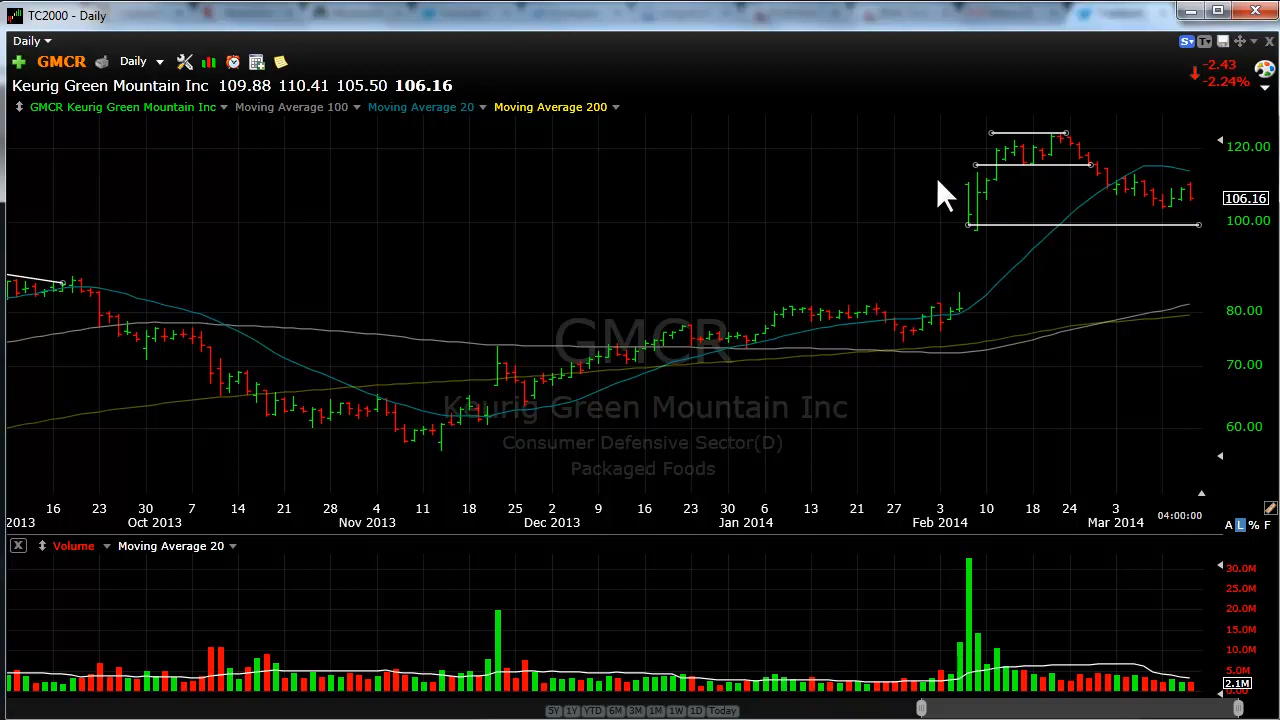 TC2000 - Daily
Daily
GMCR Daily
S T
-2.43
-2.24%
Keurig Green Mountain Inc 109.88 110.41 105.50 106.16
GMCR Keurig Green Mountain Inc Moving Average 100 Moving Average 20 Moving Average 200
120.00
106.16
100.00
80.00
70.00
60.00
GMCR
Keurig Green Mountain Inc
Consumer Defensive Sector(D)
Packaged Foods
16 23 30 7 14 21 28 4 11 18 25 2 9 16 23 30 6 13 21 27 3 10 18 24 3
2013 Oct 2013 Nov 2013 Dec 2013 Jan 2014 Feb 2014 Mar 2014 04:00:00
A L % F
X Volume Moving Average 20
30.0M
25.0M
20.0M
15.0M
10.0M
5.0M
2.1M
0.00
5Y 1Y YTD 6M 3M 1M 1W 1D Today